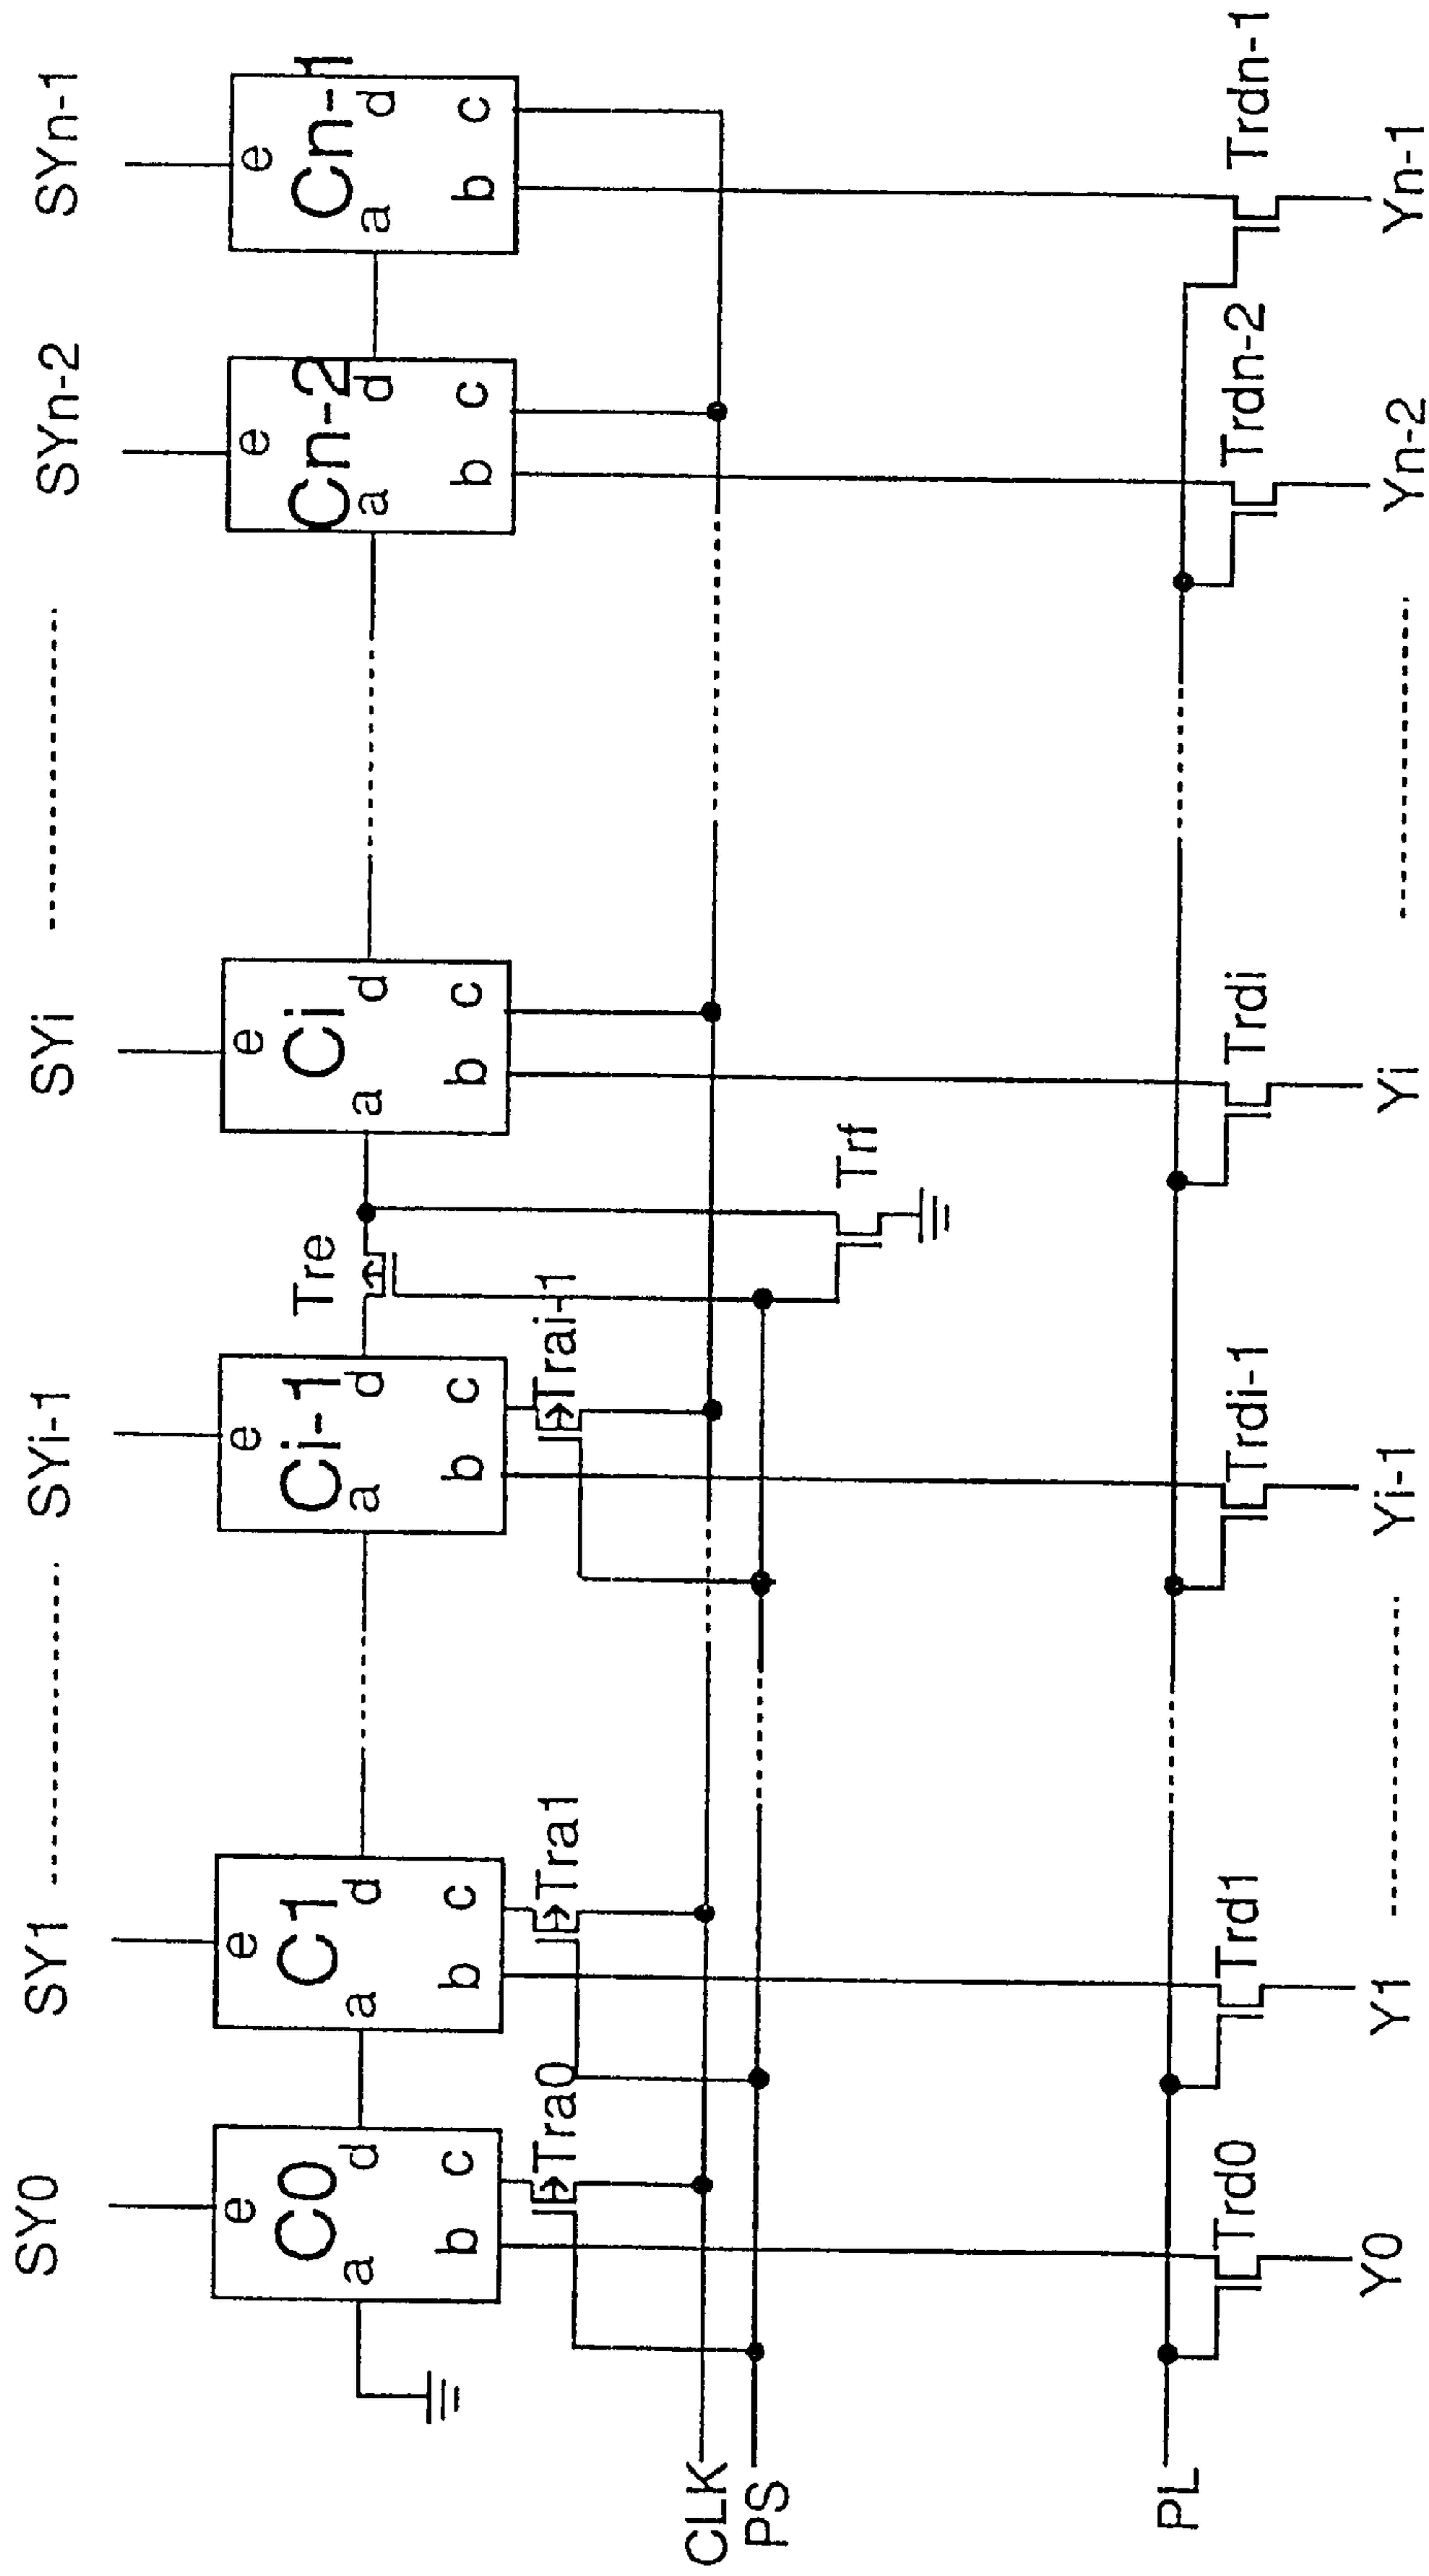 SY0 SY1 SYi-1 SYi SYn-2 SYn-1
e e e e e e
C0 C1 Ci-1 Ci Cn-2 Cn-1
a d a d a d a d a d a d
b c b c b c b c b c b c
Tre
Tra0 Tra1 Trai-1
CLK
PS
Trf
PL
Trd0 Trd1 Trdi-1 Trdi Trdn-2 Trdn-1
Y0 Y1 Yi-1 Yi Yn-2 Yn-1